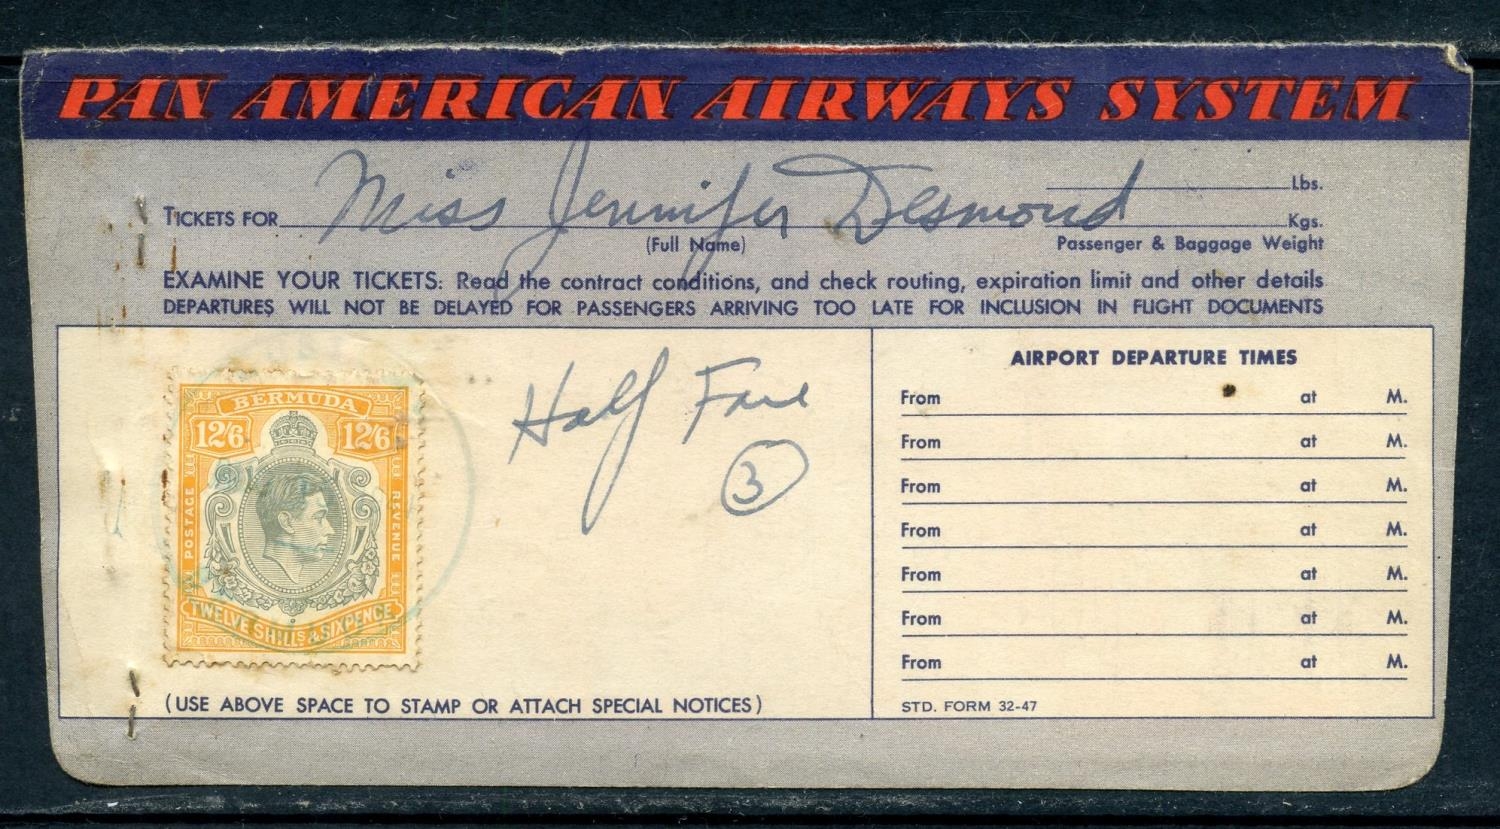 PAN AMERICAN AIRWAYS SYSTEM
Lbs.
TICKETS FOR Miss Jennifer Desmond Kgs.
(Full Name) Passenger & Baggage Weight
EXAMINE YOUR TICKETS: Read the contract conditions, and check routing, expiration limit and other details
DEPARTURES WILL NOT BE DELAYED FOR PASSENGERS ARRIVING TOO LATE FOR INCLUSION IN FLIGHT DOCUMENTS
BERMUDA
12/6 12/6
POSTAGE
REVENUE
TWELVE SHILLS & SIXPENCE
Half Fare
3
(USE ABOVE SPACE TO STAMP OR ATTACH SPECIAL NOTICES)
AIRPORT DEPARTURE TIMES
From at M.
From at M.
From at M.
From at M.
From at M.
From at M.
From at M.
STD. FORM 32-47